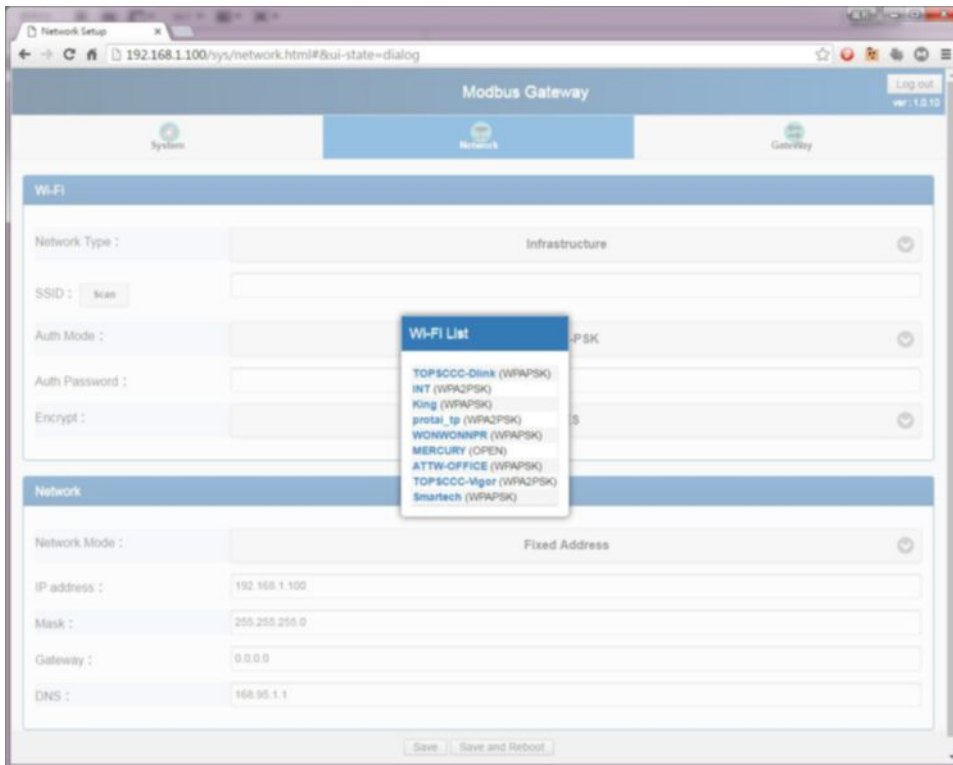 Network Setup
192.168.1.100/sys/network.html#&ui-state=dialog
Modbus Gateway
Log out
ver : 1.0.10
System
Network
GateWay
Wi-Fi
Network Type :
Infrastructure
SSID :
Scan
Auth Mode :
-PSK
Auth Password :
Encrypt :
ES
Wi-Fi List
TOPSCCC-Dlink (WPAPSK)
INT (WPA2PSK)
King (WPAPSK)
protai_tp (WPA2PSK)
WONWONNPR (WPAPSK)
MERCURY (OPEN)
ATTW-OFFICE (WPAPSK)
TOPSCCC-Vigor (WPA2PSK)
Smartech (WPAPSK)
Network
Network Mode :
Fixed Address
IP address :
192.168.1.100
Mask :
255.255.255.0
Gateway :
0.0.0.0
DNS :
168.95.1.1
Save
Save and Reboot